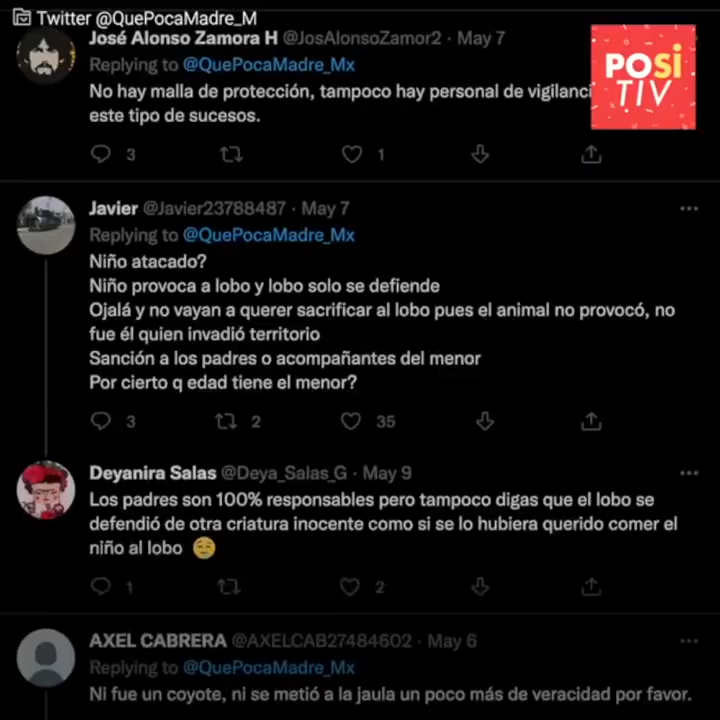 Twitter @QuePocaMadre_M
José Alonso Zamora H @JosAlonsoZamor2 · May 7
Replying to @QuePocaMadre_Mx
No hay malla de protección, tampoco hay personal de
este tipo de sucesos.
3 1
POSiTIV
Javier @Javier23788487 · May 7
Replying to @QuePocaMadre_Mx
Niño atacado?
Niño provoca a lobo y lobo solo se defiende
Ojalá y no vayan a querer sacrificar al lobo pues el animal no provocó, no
fue él quien invadió territorio
Sanción a los padres o acompañantes del menor
Por cierto q edad tiene el menor?
3 2 35
Deyanira Salas @Deya_Salas_G · May 9
Los padres son 100% responsables pero tampoco digas que el lobo se
defendió de otra criatura inocente como si se lo hubiera querido comer el
niño al lobo
1 2
AXEL CABRERA @AXELCAB27484602 · May 6
Replying to @QuePocaMadre_Mx
Ni fue un coyote, ni se metió a la jaula un poco más de veracidad por favor.